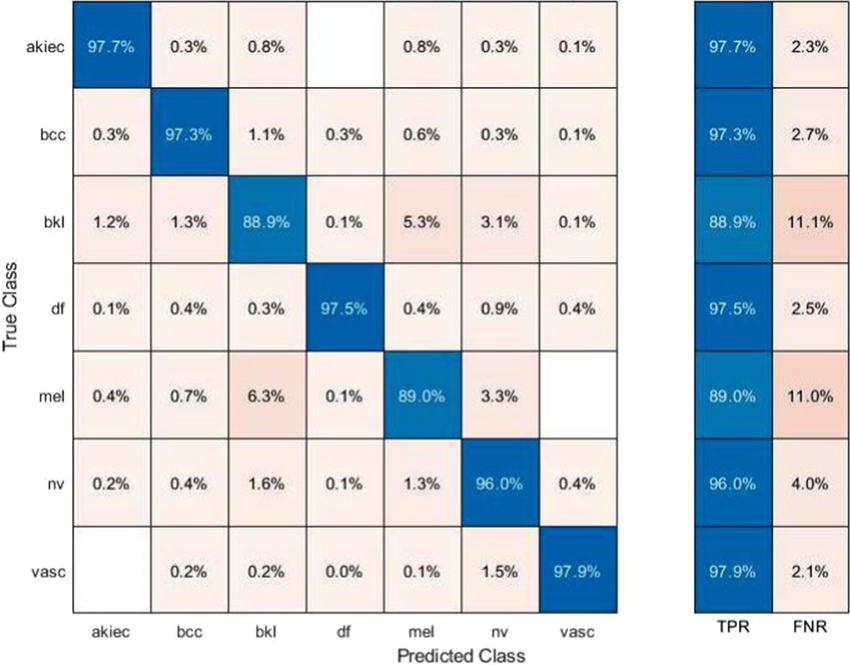 akiec 97.7% 0.3% 0.8% 0.8% 0.3% 0.1% 97.7% 2.3%
bcc 0.3% 97.3% 1.1% 0.3% 0.6% 0.3% 0.1% 97.3% 2.7%
bkl 1.2% 1.3% 88.9% 0.1% 5.3% 3.1% 0.1% 88.9% 11.1%
df 0.1% 0.4% 0.3% 97.5% 0.4% 0.9% 0.4% 97.5% 2.5%
mel 0.4% 0.7% 6.3% 0.1% 89.0% 3.3% 89.0% 11.0%
nv 0.2% 0.4% 1.6% 0.1% 1.3% 96.0% 0.4% 96.0% 4.0%
vasc 0.2% 0.2% 0.0% 0.1% 1.5% 97.9% 97.9% 2.1%
akiec bcc bkl df mel nv vasc TPR FNR
Predicted Class
True Class